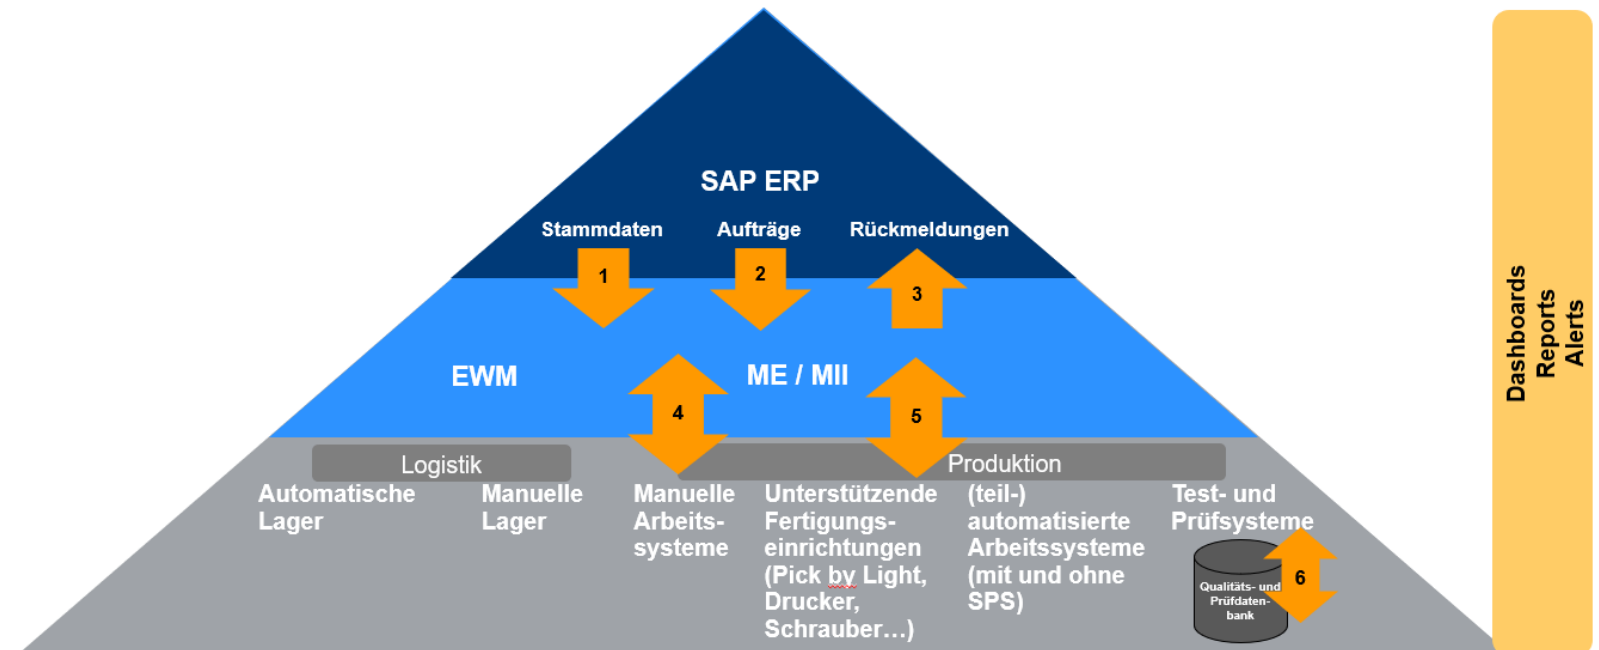 SAP ERP
Stammdaten
Aufträge
Rückmeldungen
1
2
3
EWM
ME / MII
4
5
Logistik
Produktion
Automatische
Lager
Manuelle
Lager
Manuelle
Arbeits-
systeme
Unterstützende
Fertigungs-
einrichtungen
(Pick by Light,
Drucker,
Schrauber…)
(teil-)
automatisierte
Arbeitssysteme
(mit und ohne
SPS)
Test- und
Prüfsysteme
Qualitäts- und
Prüfdaten-
bank
6
Dashboards
Reports
Alerts